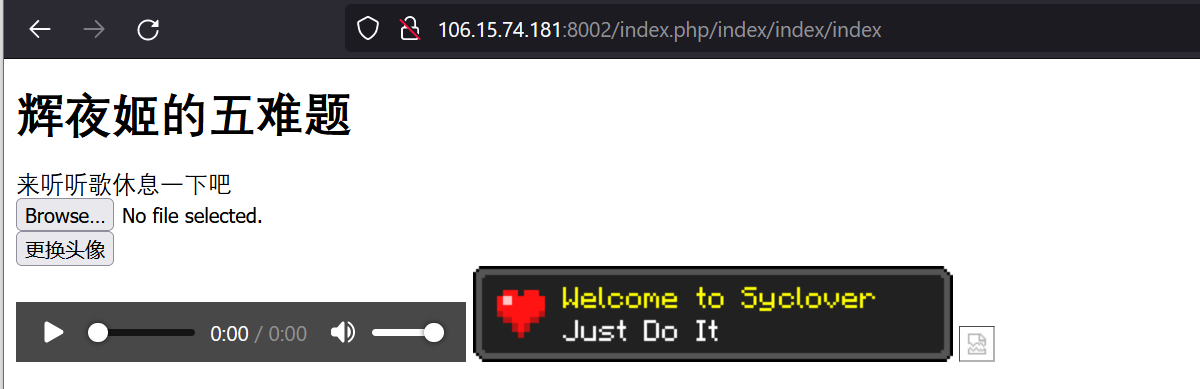 106.15.74.181:8002/index.php/index/index/index
辉夜姬的五难题
来听听歌休息一下吧
Browse... No file selected.
更换头像
0:00 / 0:00
Welcome to Syclover
Just Do It